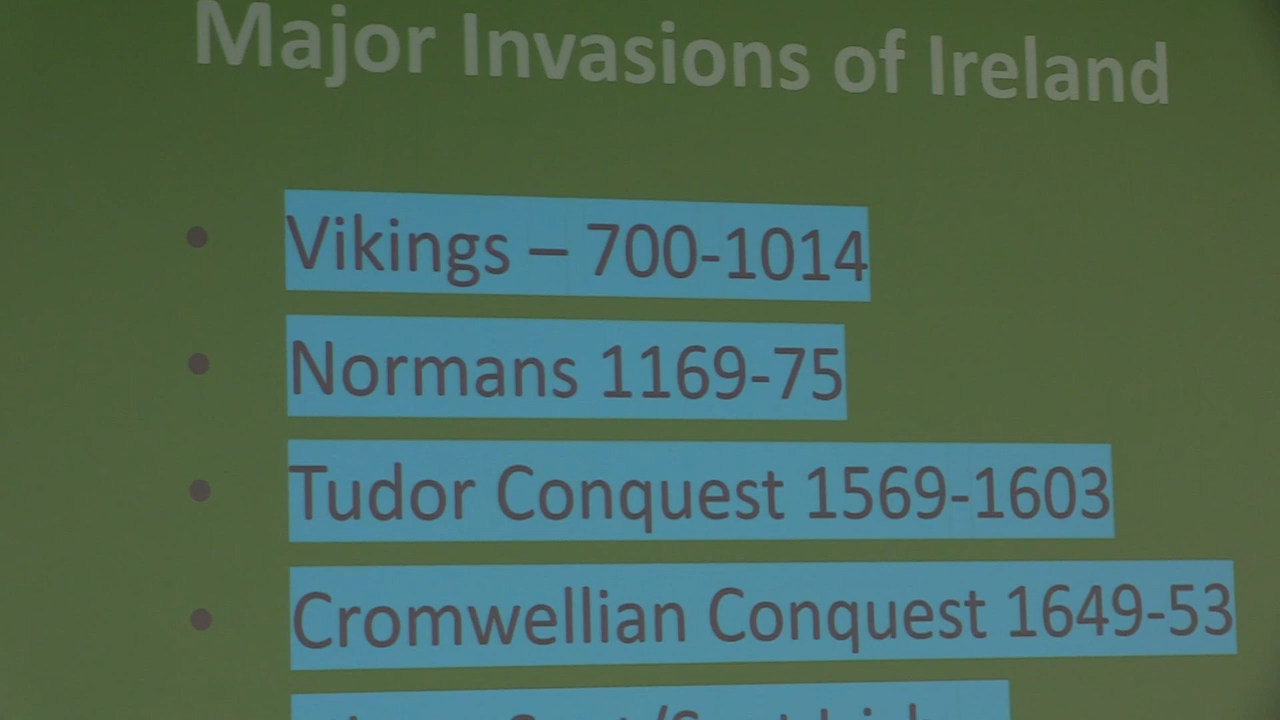 Major Invasions of Ireland
• Vikings – 700-1014
• Normans 1169-75
• Tudor Conquest 1569-1603
• Cromwellian Conquest 1649-53